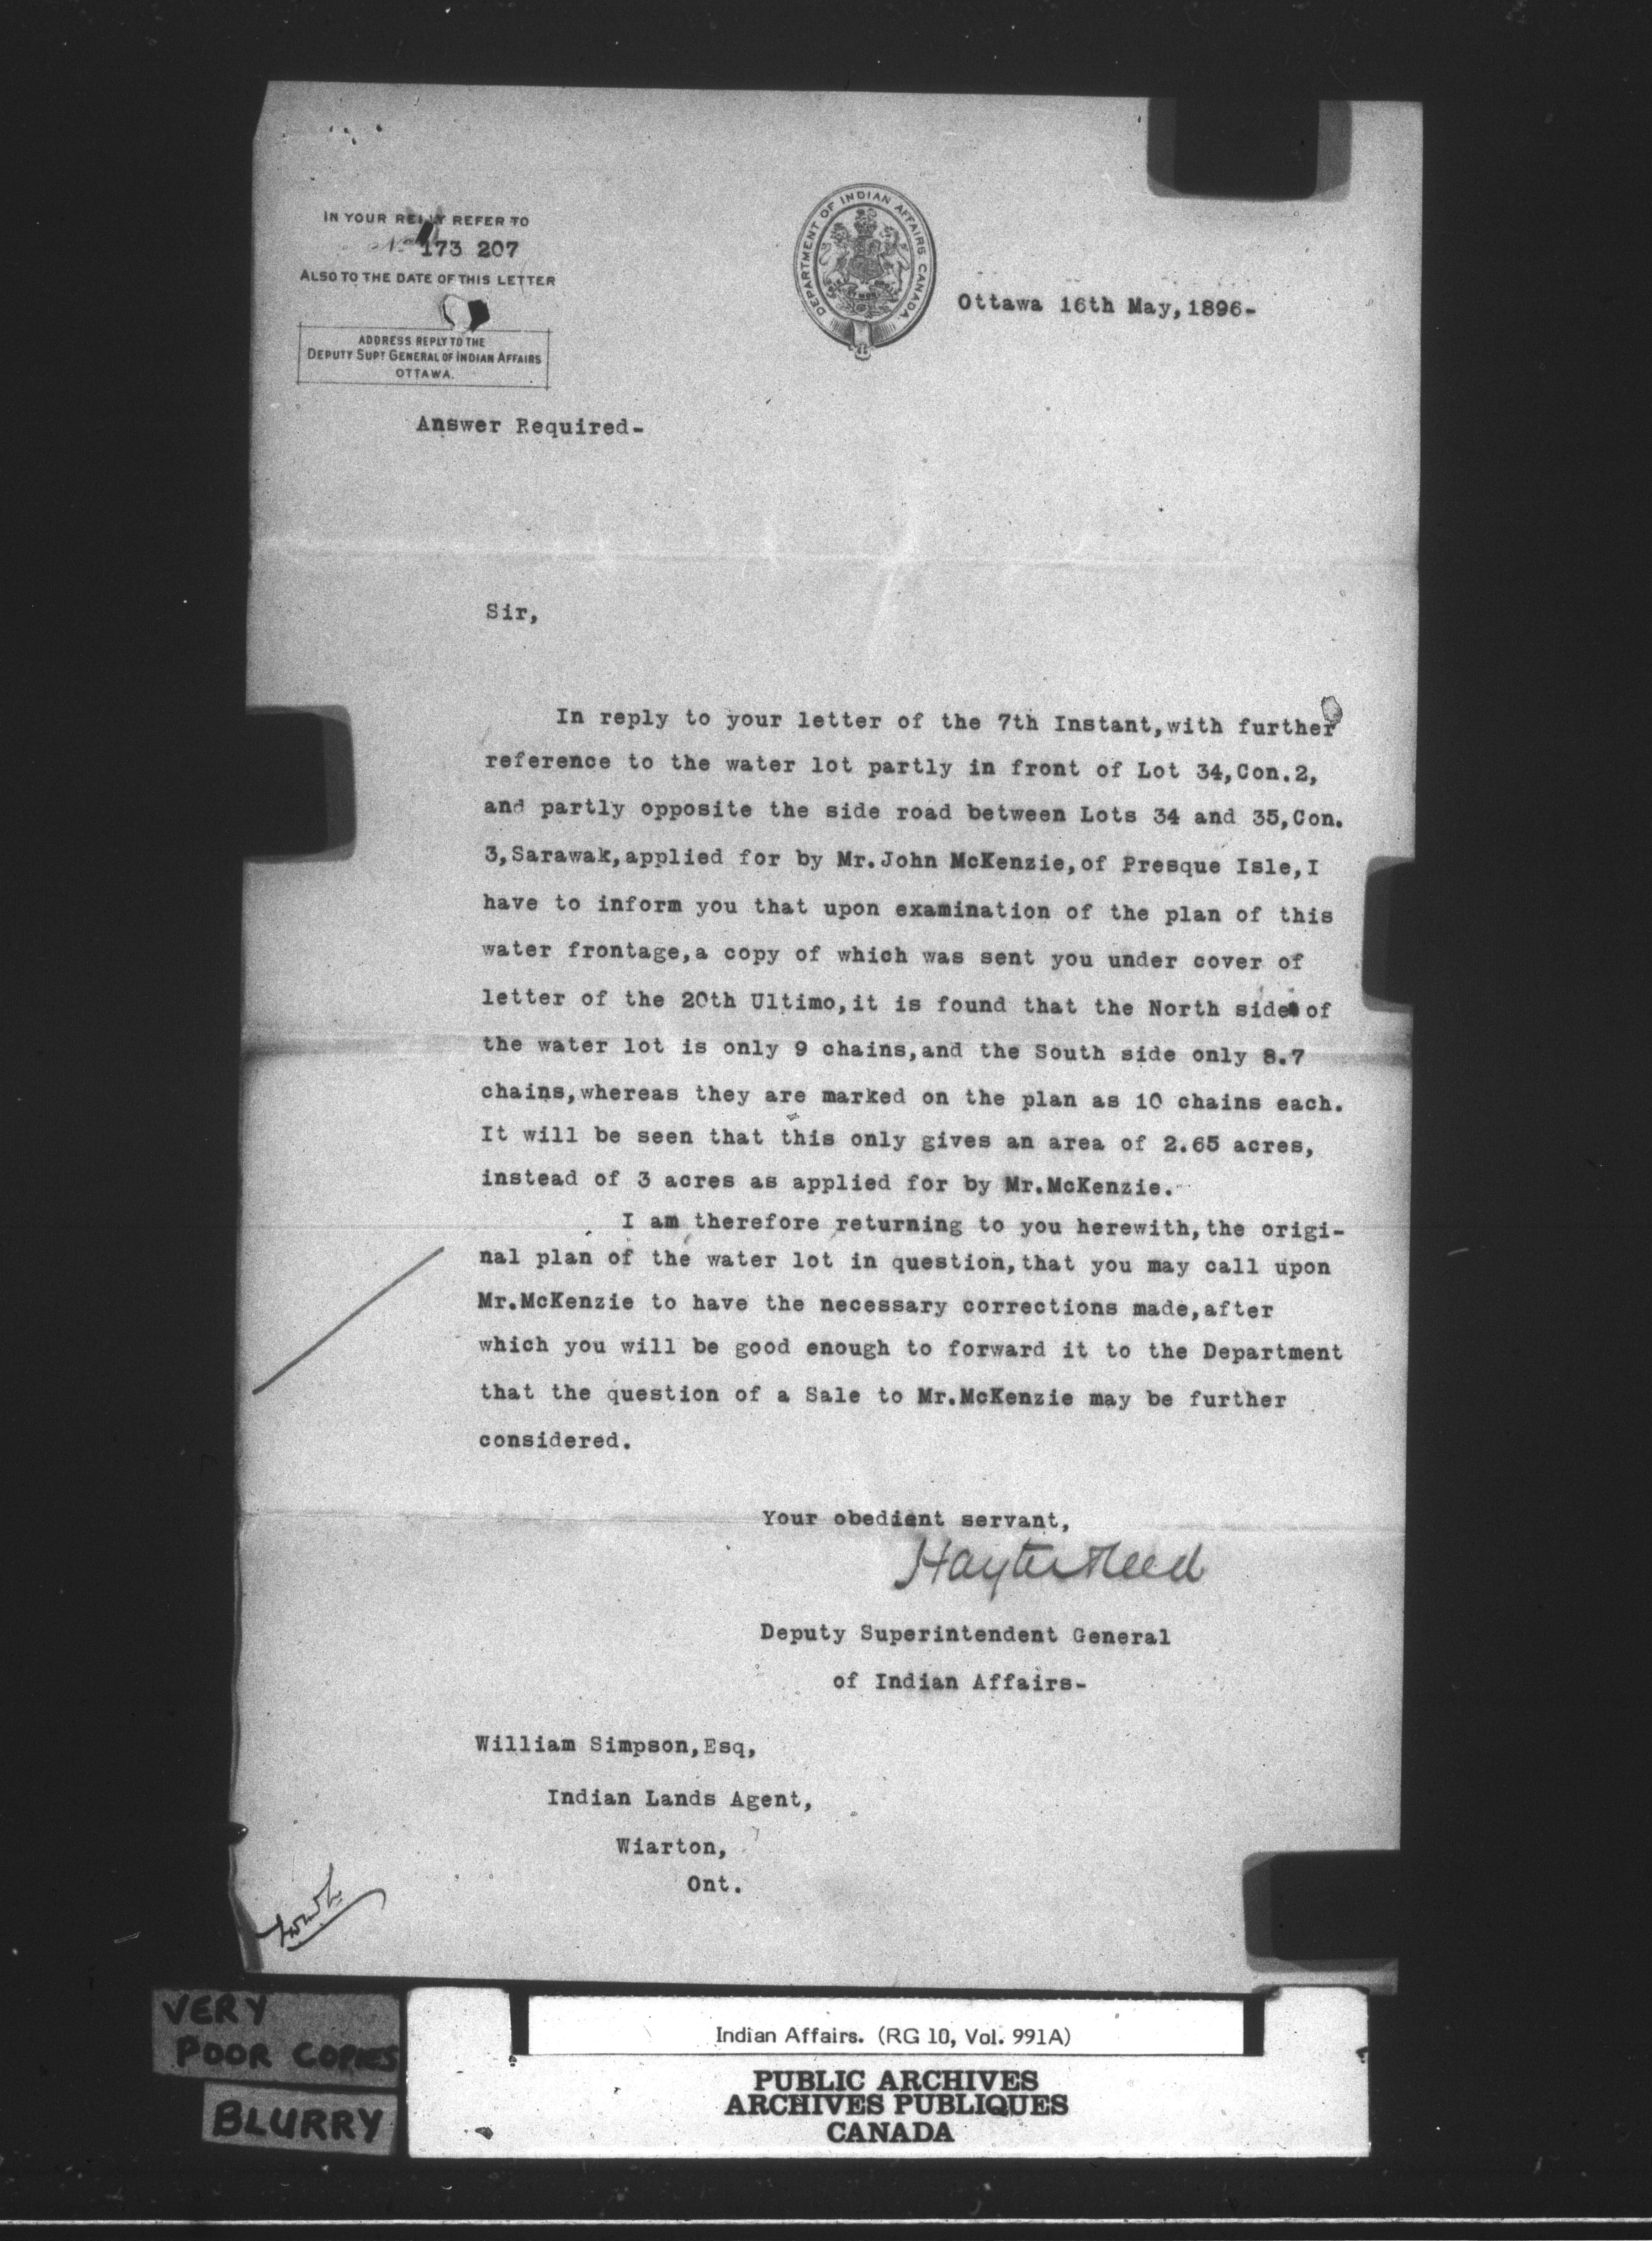 IN YOUR REPLY REFER TO
No 173 207
ALSO TO THE DATE OF THIS LETTER
ADDRESS REPLY TO THE
DEPUTY SUPT GENERAL OF INDIAN AFFAIRS
OTTAWA.
DEPARTMENT OF INDIAN AFFAIRS CANADA
Ottawa 16th May, 1896-
Answer Required-
Sir,
In reply to your letter of the 7th Instant, with further
reference to the water lot partly in front of Lot 34, Con. 2,
and partly opposite the side road between Lots 34 and 35, Con.
3, Sarawak, applied for by Mr. John McKenzie, of Presque Isle, I
have to inform you that upon examination of the plan of this
water frontage, a copy of which was sent you under cover of
letter of the 20th Ultimo, it is found that the North side of
the water lot is only 9 chains, and the South side only 8.7
chains, whereas they are marked on the plan as 10 chains each.
It will be seen that this only gives an area of 2.65 acres,
instead of 3 acres as applied for by Mr. McKenzie.
I am therefore returning to you herewith, the origi-
nal plan of the water lot in question, that you may call upon
Mr. McKenzie to have the necessary corrections made, after
which you will be good enough to forward it to the Department
that the question of a Sale to Mr. McKenzie may be further
considered.
Your obedient servant,
Hayter Reed
Deputy Superintendent General
of Indian Affairs-
William Simpson, Esq,
Indian Lands Agent,
Wiarton,
Ont.
VERY
POOR COPIES
BLURRY
Indian Affairs. (RG 10, Vol. 991A)
PUBLIC ARCHIVES
ARCHIVES PUBLIQUES
CANADA